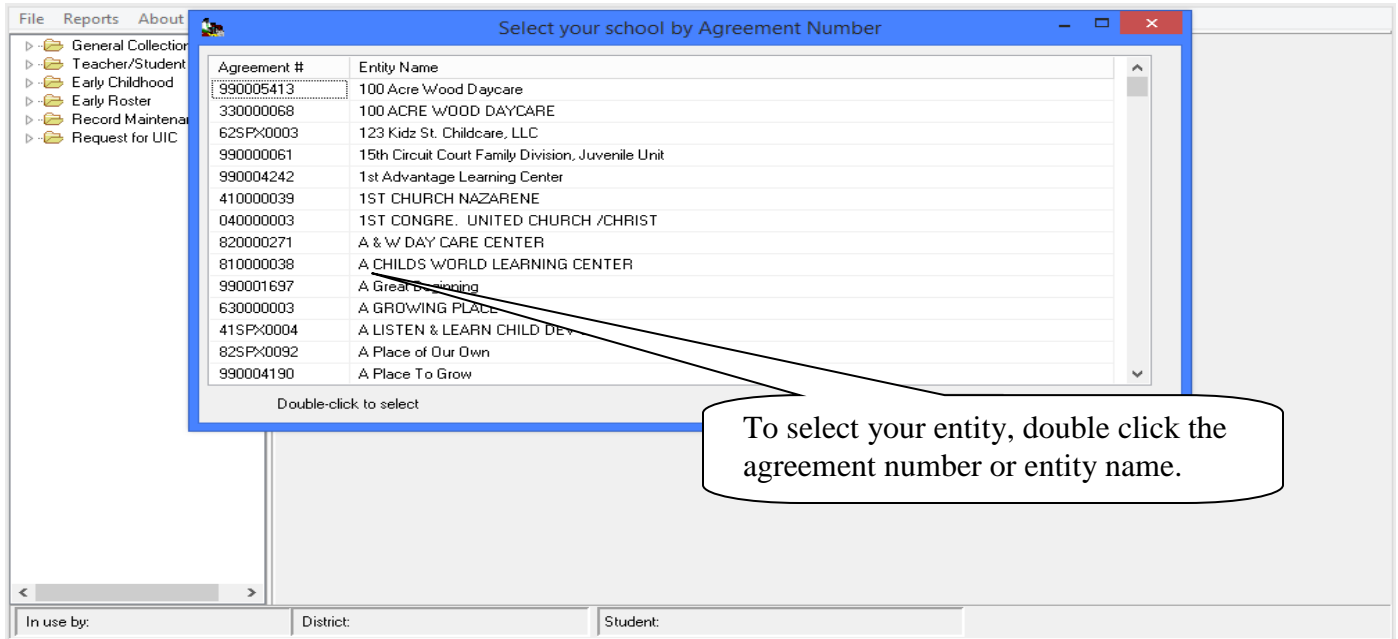 File Reports About
Select your school by Agreement Number
General Collection
Teacher/Student
Early Childhood
Early Roster
Record Maintena
Request for UIC
Agreement # Entity Name
990005413 100 Acre Wood Daycare
330000068 100 ACRE WOOD DAYCARE
62SPX0003 123 Kidz St. Childcare, LLC
990000061 15th Circuit Court Family Division, Juvenile Unit
990004242 1st Advantage Learning Center
410000039 1ST CHURCH NAZARENE
040000003 1ST CONGRE. UNITED CHURCH /CHRIST
820000271 A & W DAY CARE CENTER
810000038 A CHILDS WORLD LEARNING CENTER
990001697 A Great Beginning
630000003 A GROWING PLACE
41SPX0004 A LISTEN & LEARN CHILD DEV
82SPX0092 A Place of Our Own
990004190 A Place To Grow
Double-click to select
To select your entity, double click the
agreement number or entity name.
In use by: District: Student: